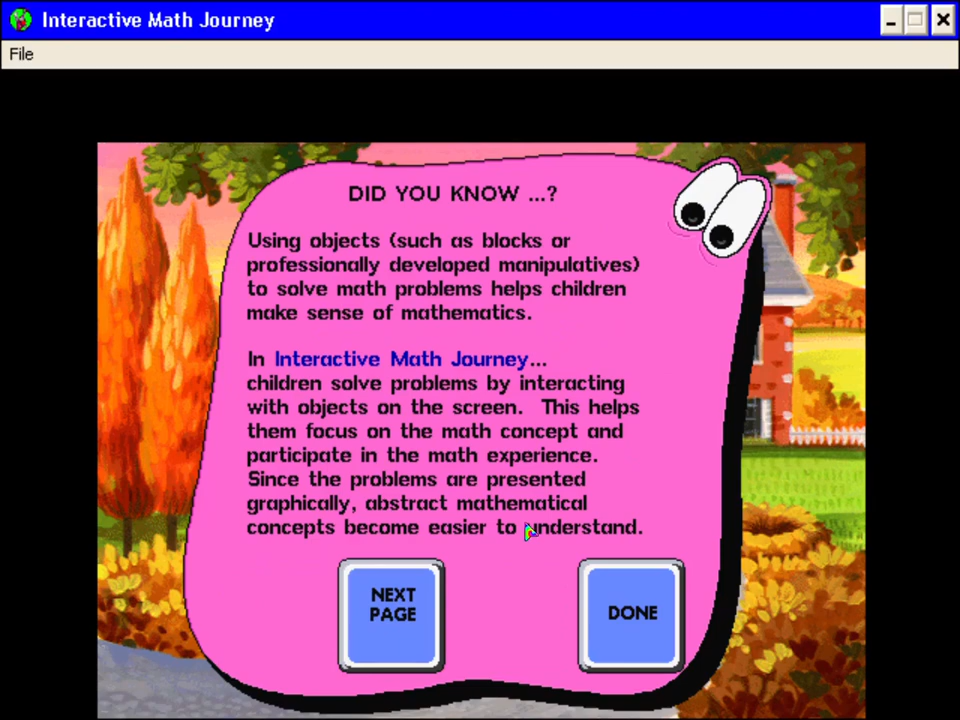 Interactive Math Journey
File
DID YOU KNOW ...?
Using objects (such as blocks or
professionally developed manipulatives)
to solve math problems helps children
make sense of mathematics.
In Interactive Math Journey...
children solve problems by interacting
with objects on the screen. This helps
them focus on the math concept and
participate in the math experience.
Since the problems are presented
graphically, abstract mathematical
concepts become easier to understand.
NEXT
PAGE
DONE